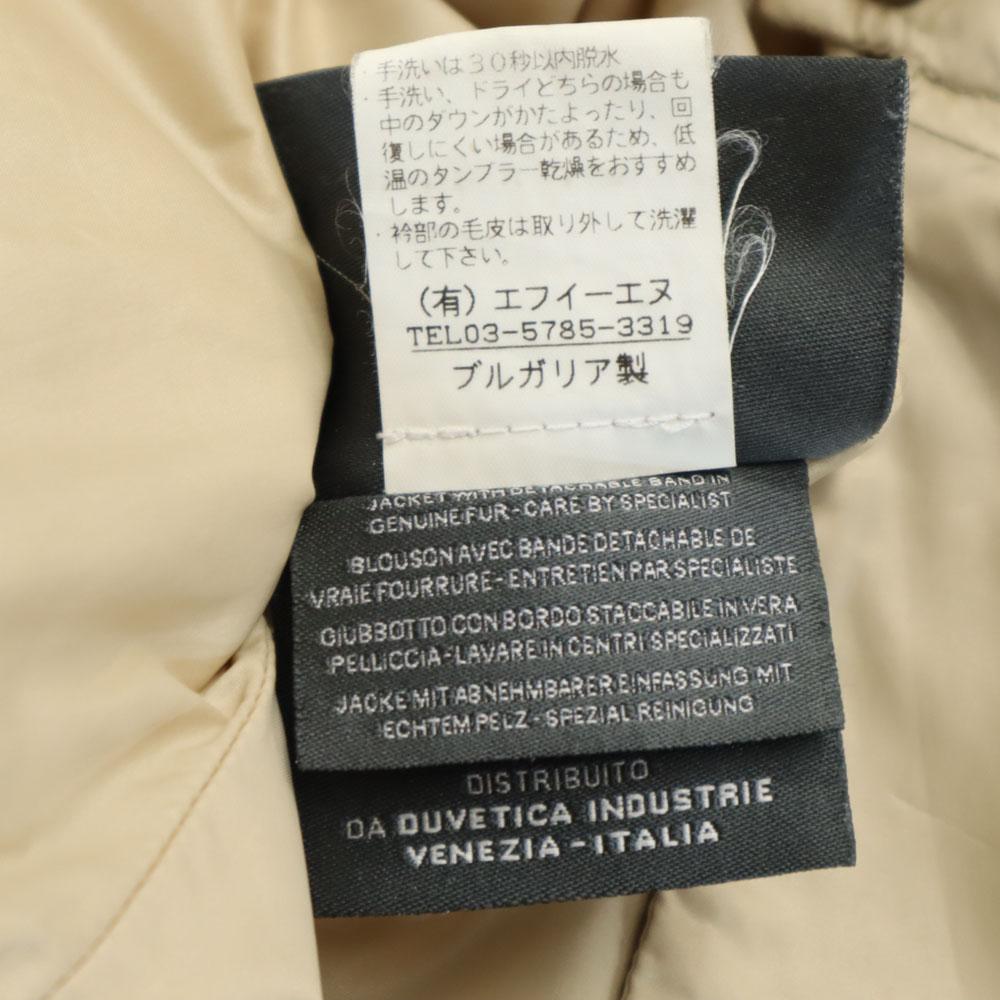 ・手洗いは30秒以内脱水
・手洗い、ドライどちらの場合も
中のダウンがかたよったり、回
復しにくい場合があるため、低
温のタンブラー乾燥をおすすめ
します。
・衿部の毛皮は取り外して洗濯
して下さい。
（有）エフイーエヌ
TEL03-5785-3319
ブルガリア製
JACKET WITH DETACHABLE BAND IN
GENUINE FUR - CARE BY SPECIALIST
BLOUSON AVEC BANDE DETACHABLE DE
VRAIE FOURRURE - ENTRETIEN PAR SPECIALISTE
GIUBBOTTO CON BORDO STACCABILE IN VERA
PELLICCIA - LAVARE IN CENTRI SPECIALIZZATI
JACKE MIT ABNEHMBARER EINFASSUNG MIT
ECHTEM PELZ - SPEZIAL REINIGUNG
DISTRIBUITO
DA DUVETICA INDUSTRIE
VENEZIA - ITALIA